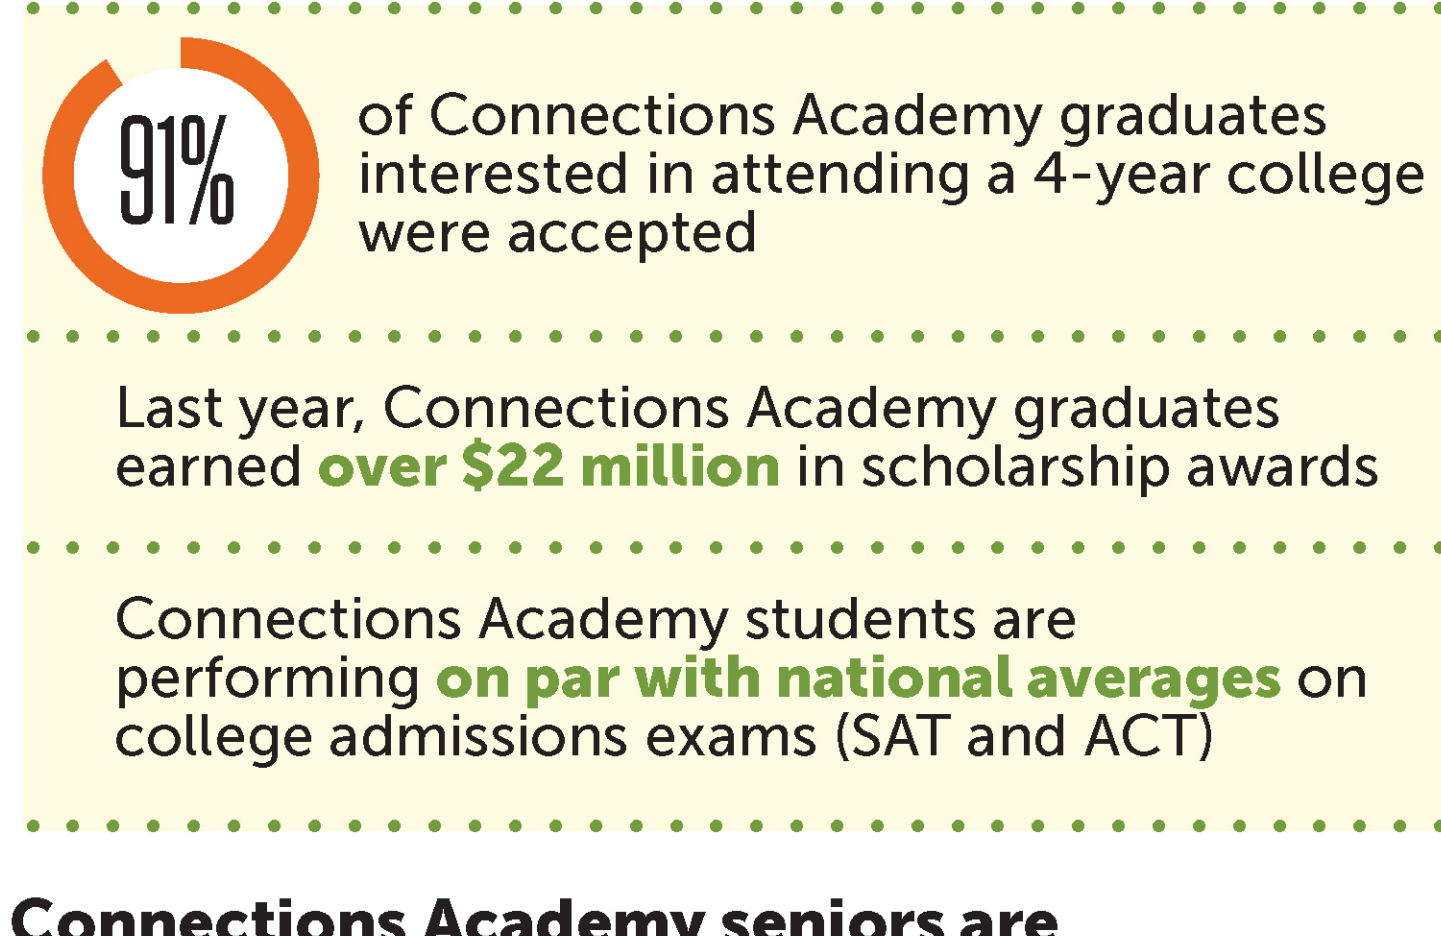 91%
of Connections Academy graduates
interested in attending a 4-year college
were accepted
Last year, Connections Academy graduates
earned over $22 million in scholarship awards
Connections Academy students are
performing on par with national averages on
college admissions exams (SAT and ACT)
Connections Academy seniors are